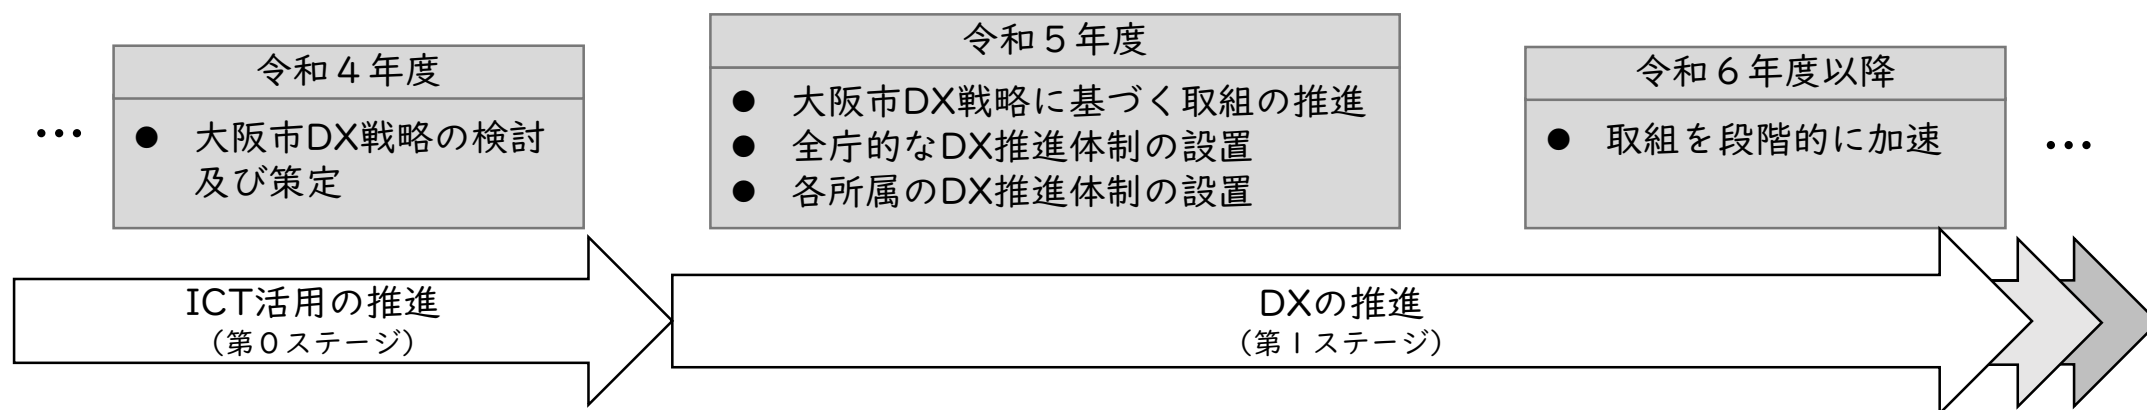 令和４年度
● 大阪市DX戦略の検討
及び策定
令和５年度
● 大阪市DX戦略に基づく取組の推進
● 全庁的なDX推進体制の設置
● 各所属のDX推進体制の設置
令和６年度以降
● 取組を段階的に加速
…
…
ICT活用の推進
（第０ステージ）
DXの推進
（第１ステージ）